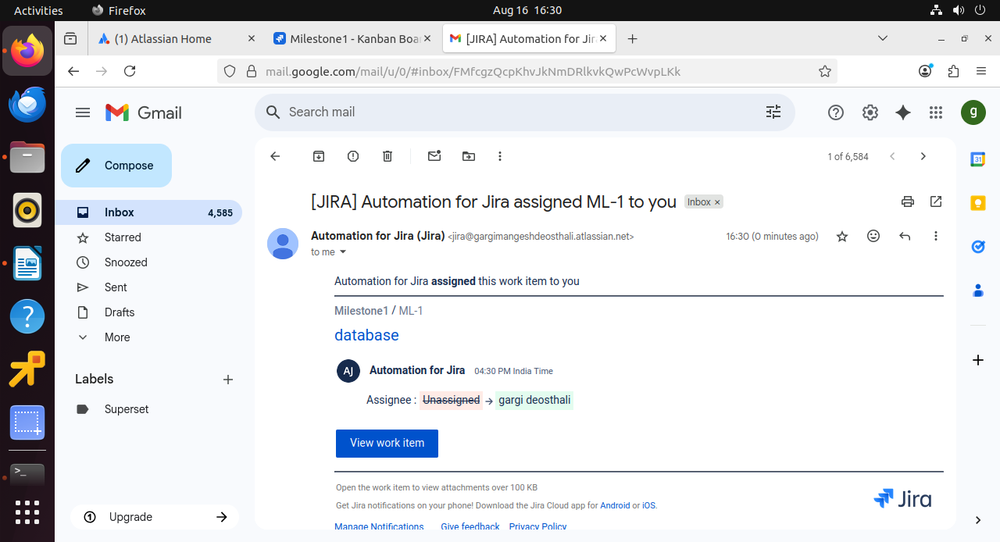 Activities Firefox Aug 16 16:30
(1) Atlassian Home Milestone1 - Kanban Boa [JIRA] Automation for Jir
mail.google.com/mail/u/0/#inbox/FMfcgzQcpKhvJkNmDRlkvkQwPcWvpLKk
Gmail Search mail g
Compose 1 of 6,584
[JIRA] Automation for Jira assigned ML-1 to you Inbox ×
Inbox 4,585
Starred
Snoozed
Sent
Drafts
More
Labels
Superset
Upgrade
Automation for Jira (Jira) <jira@gargimangeshdeosthali.atlassian.net> 16:30 (0 minutes ago)
to me
Automation for Jira assigned this work item to you
Milestone1 / ML-1
database
AJ Automation for Jira 04:30 PM India Time
Assignee : Unassigned → gargi deosthali
View work item
Open the work item to view attachments over 100 KB
Get Jira notifications on your phone! Download the Jira Cloud app for Android or iOS.
Jira
Manage Notifications Give feedback Privacy Policy
31